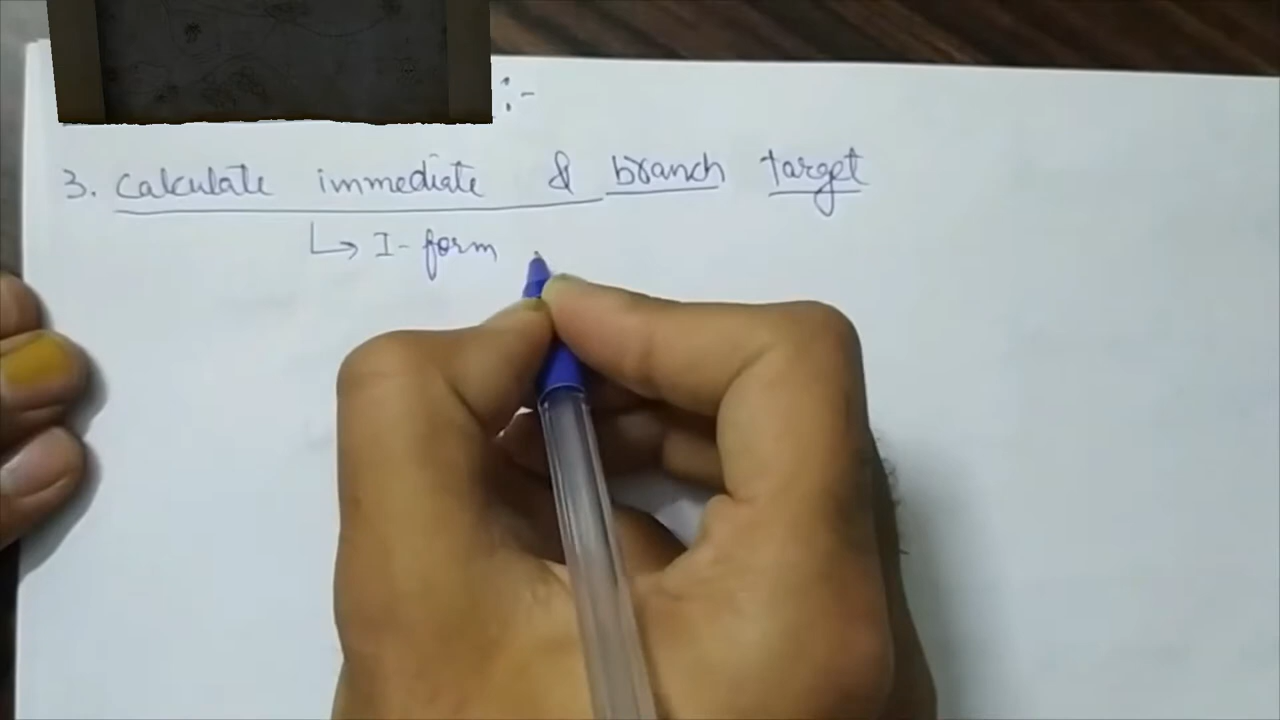 :-
3. Calculate immediate & branch target
↳ I-form